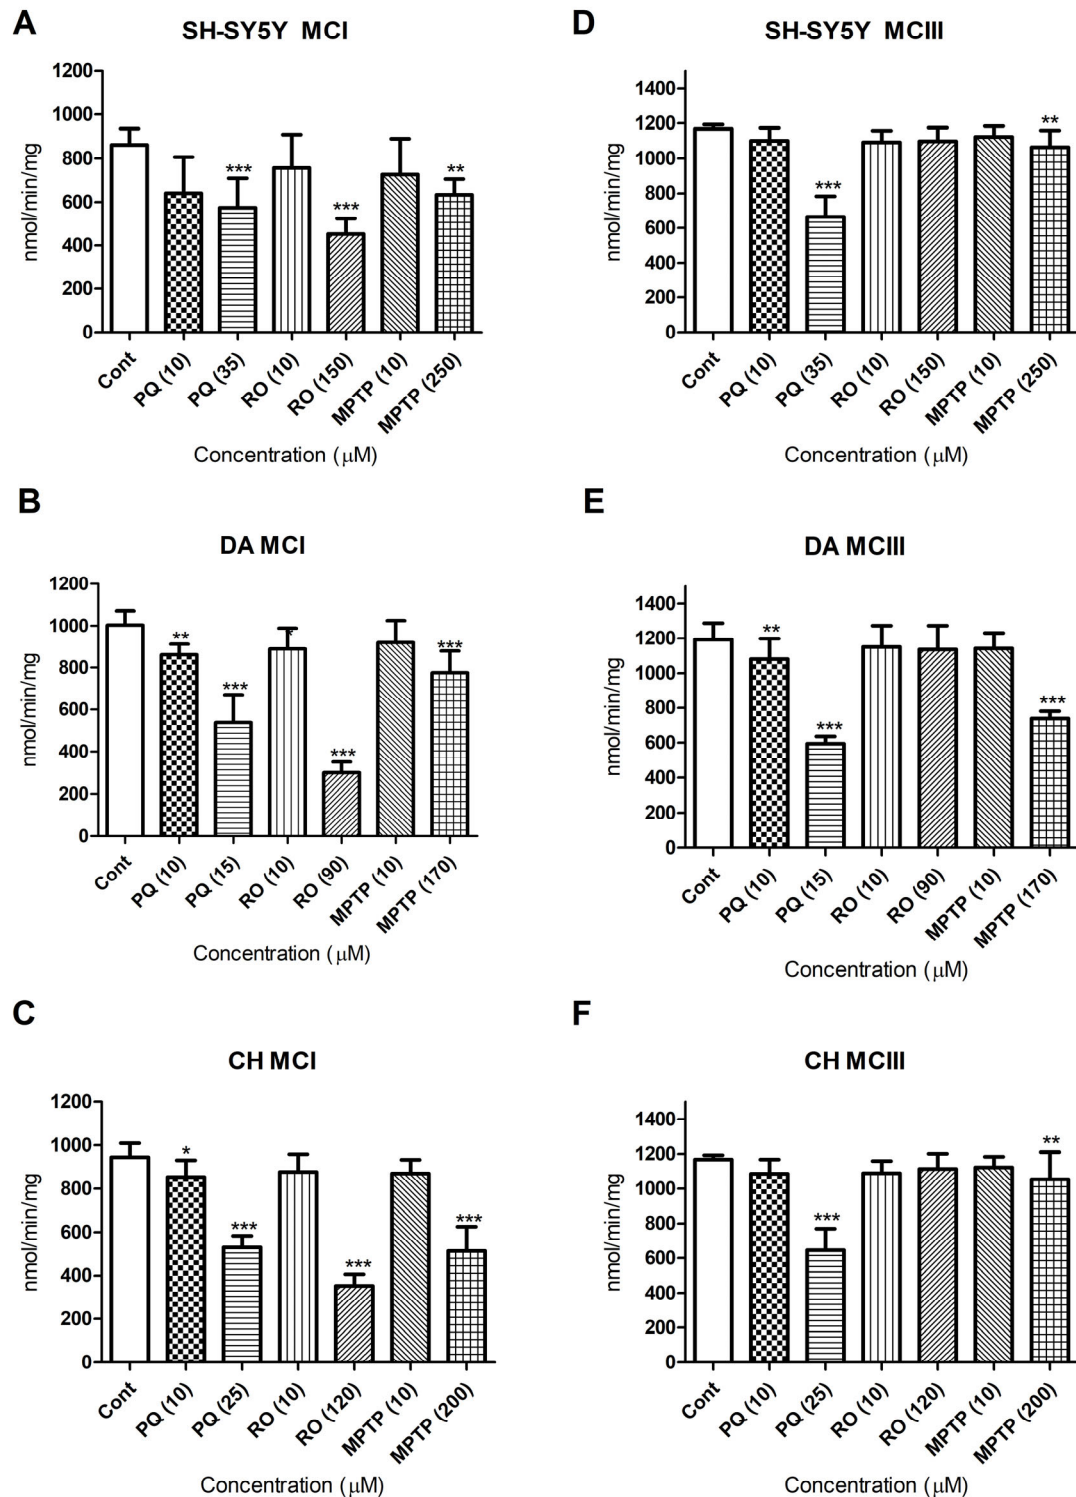 A
SH-SY5Y MCI
nmol/min/mg
1200
1000
800
600
400
200
0
***
***
**
Cont
PQ (10)
PQ (35)
RO (10)
RO (150)
MPTP (10)
MPTP (250)
Concentration (μM)
D
SH-SY5Y MCIII
nmol/min/mg
1400
1200
1000
800
600
400
200
0
***
**
Cont
PQ (10)
PQ (35)
RO (10)
RO (150)
MPTP (10)
MPTP (250)
Concentration (μM)
B
DA MCI
nmol/min/mg
1200
1000
800
600
400
200
0
**
***
*
***
***
Cont
PQ (10)
PQ (15)
RO (10)
RO (90)
MPTP (10)
MPTP (170)
Concentration (μM)
E
DA MCIII
nmol/min/mg
1400
1200
1000
800
600
400
200
0
**
***
***
Cont
PQ (10)
PQ (15)
RO (10)
RO (90)
MPTP (10)
MPTP (170)
Concentration (μM)
C
CH MCI
nmol/min/mg
1200
1000
800
600
400
200
0
*
***
***
***
Cont
PQ (10)
PQ (25)
RO (10)
RO (120)
MPTP (10)
MPTP (200)
Concentration (μM)
F
CH MCIII
nmol/min/mg
1400
1200
1000
800
600
400
200
0
***
**
Cont
PQ (10)
PQ (25)
RO (10)
RO (120)
MPTP (10)
MPTP (200)
Concentration (μM)